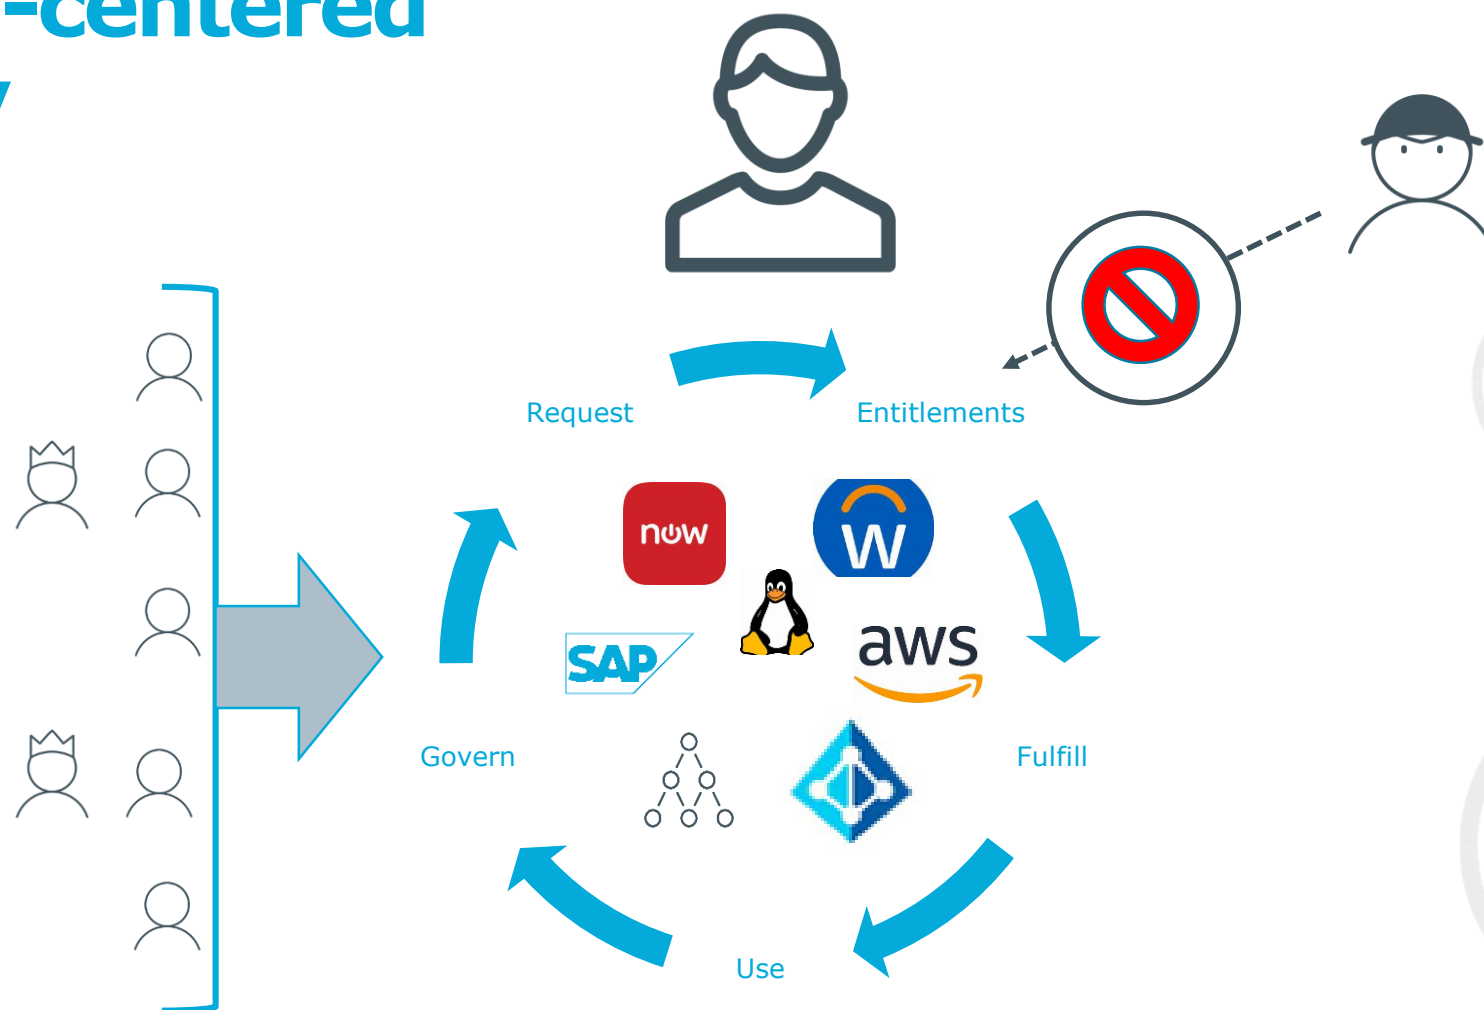 -centered
y
Request
Entitlements
now
W
SAP
aws
Govern
Fulfill
Use